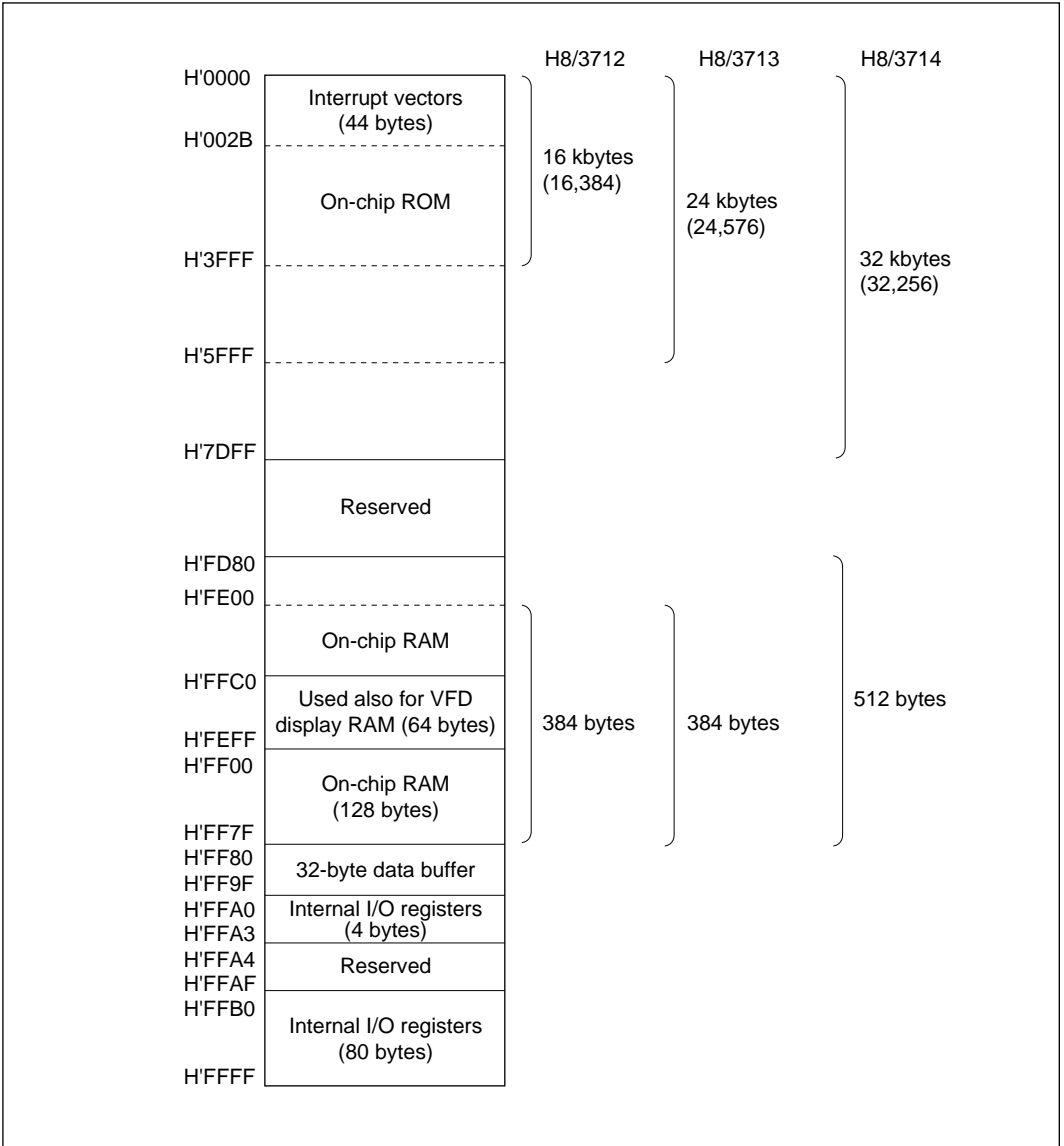 H8/3712 H8/3713 H8/3714
H'0000
Interrupt vectors
(44 bytes)
H'002B
16 kbytes
(16,384)
On-chip ROM
24 kbytes
(24,576)
H'3FFF
32 kbytes
(32,256)
H'5FFF
H'7DFF
Reserved
H'FD80
H'FE00
On-chip RAM
H'FFC0
Used also for VFD
display RAM (64 bytes)
512 bytes
384 bytes
384 bytes
H'FEFF
H'FF00
On-chip RAM
(128 bytes)
H'FF7F
H'FF80
32-byte data buffer
H'FF9F
H'FFA0
Internal I/O registers
(4 bytes)
H'FFA3
H'FFA4
Reserved
H'FFAF
H'FFB0
Internal I/O registers
(80 bytes)
H'FFFF